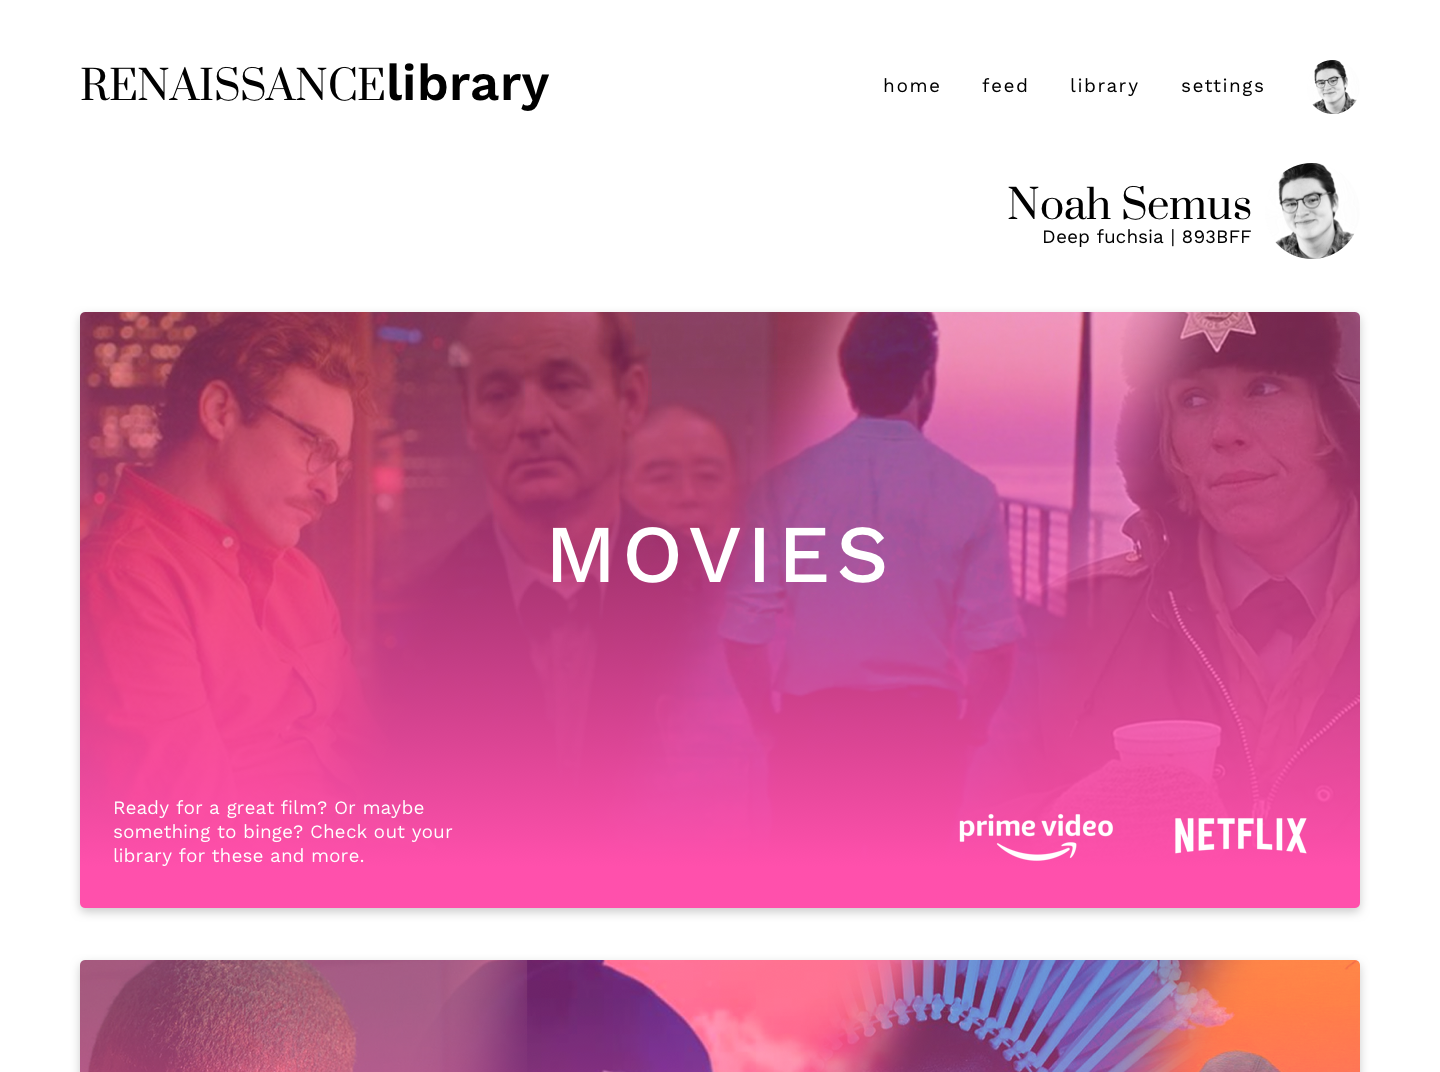 RENAISSANCElibrary
home feed library settings
Noah Semus
Deep fuchsia | 893BFF
MOVIES
Ready for a great film? Or maybe
something to binge? Check out your
library for these and more.
prime video
NETFLIX